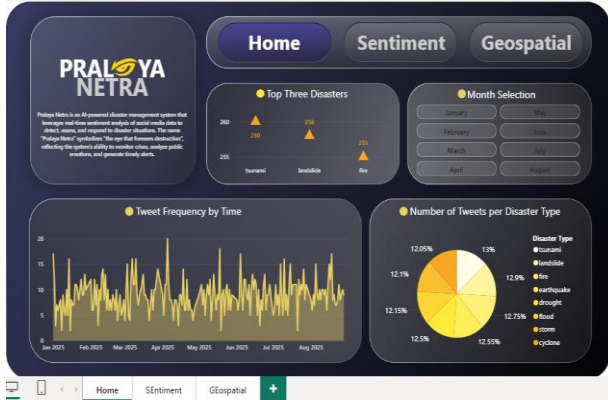 PRALAYA
NETRA
Pralaya Netra is an AI-powered disaster management system that
leverages real-time sentiment analysis of social media data to
detect, assess, and respond to disaster situations. The name
"Pralaya Netra" symbolizes "the eye that foresees destruction",
reflecting the system's ability to monitor crises, analyze public
emotions, and generate timely alerts.
Home
Sentiment
Geospatial
Top Three Disasters
260
255
260
258
255
tsunami
landslide
fire
Month Selection
January
May
February
June
March
July
April
August
Tweet Frequency by Time
20
15
10
5
0
Jan 2025
Feb 2025
Mar 2025
Apr 2025
May 2025
Jun 2025
Jul 2025
Aug 2025
Number of Tweets per Disaster Type
12.05%
13%
12.1%
12.9%
12.15%
12.75%
12.5%
12.55%
Disaster Type
tsunami
landslide
fire
earthquake
drought
flood
storm
cyclone
Home
SEntiment
GEospatial
+